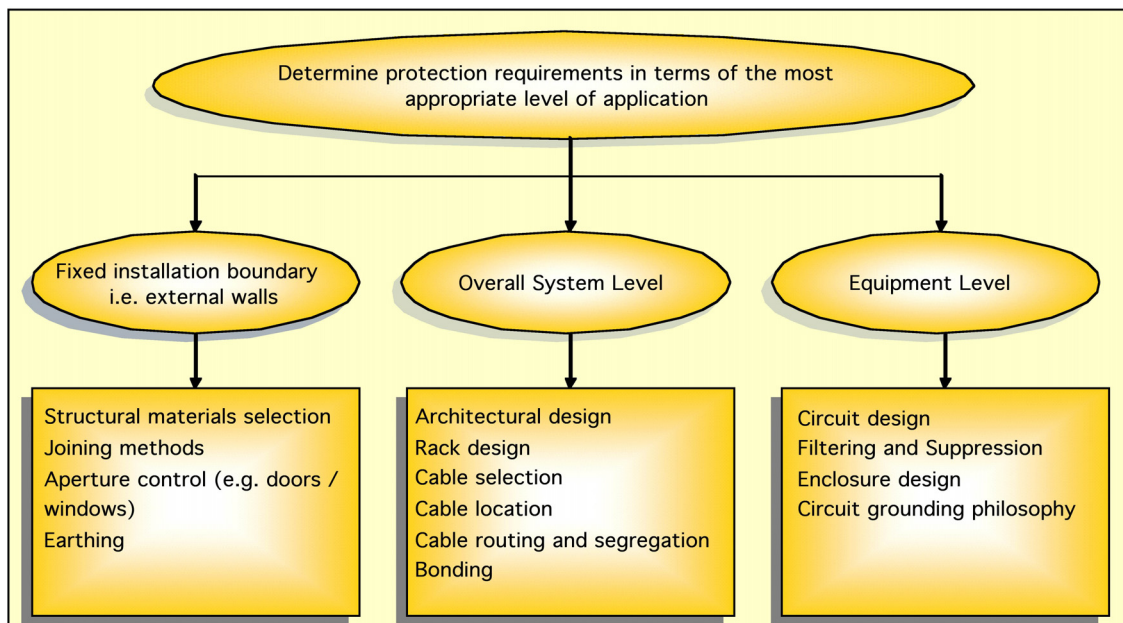 Determine protection requirements in terms of the most
appropriate level of application
Fixed installation boundary
i.e. external walls
Overall System Level
Equipment Level
Structural materials selection
Joining methods
Aperture control (e.g. doors /
windows)
Earthing
Architectural design
Rack design
Cable selection
Cable location
Cable routing and segregation
Bonding
Circuit design
Filtering and Suppression
Enclosure design
Circuit grounding philosophy